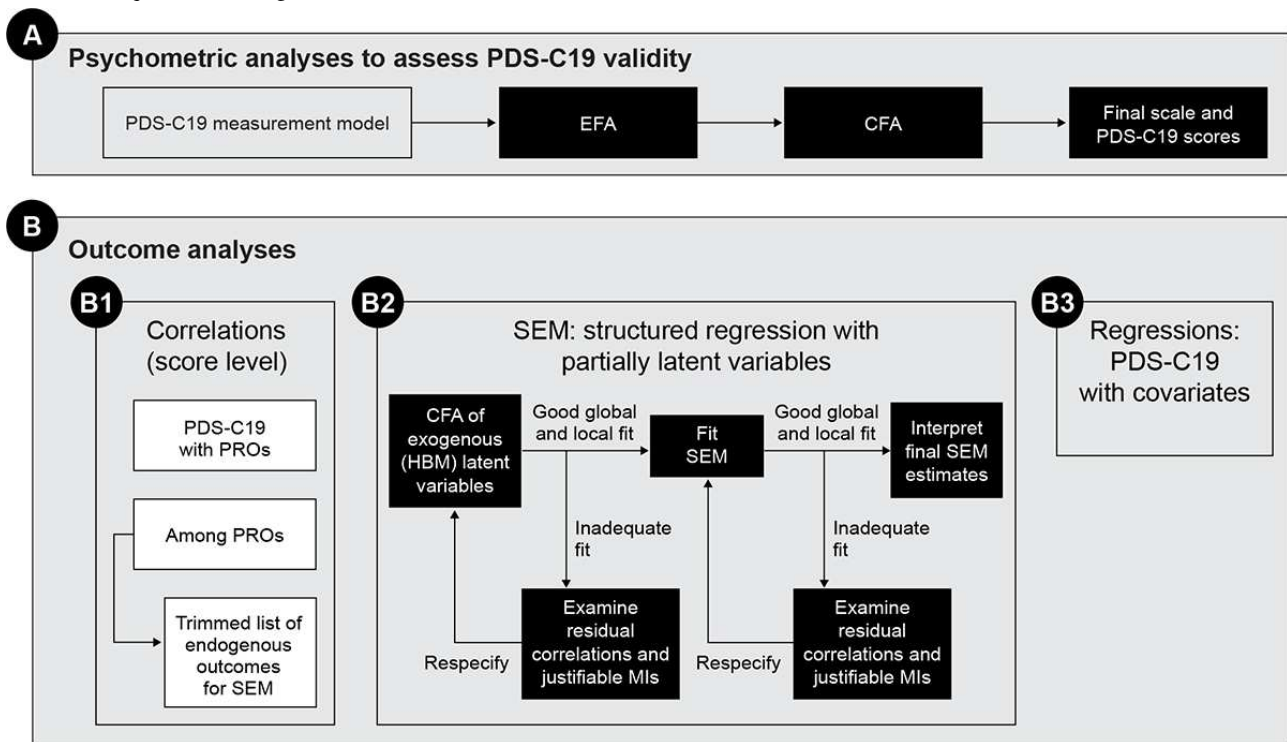 A
Psychometric analyses to assess PDS-C19 validity
PDS-C19 measurement model
EFA
CFA
Final scale and
PDS-C19 scores
B
Outcome analyses
B1
Correlations
(score level)
PDS-C19
with PROs
Among PROs
Trimmed list of
endogenous
outcomes
for SEM
B2
SEM: structured regression with
partially latent variables
CFA of
exogenous
(HBM) latent
variables
Good global
and local fit
Fit
SEM
Good global
and local fit
Interpret
final SEM
estimates
Inadequate
fit
Inadequate
fit
Examine
residual
correlations and
justifiable MIs
Respecify
Examine
residual
correlations and
justifiable MIs
Respecify
B3
Regressions:
PDS-C19
with covariates